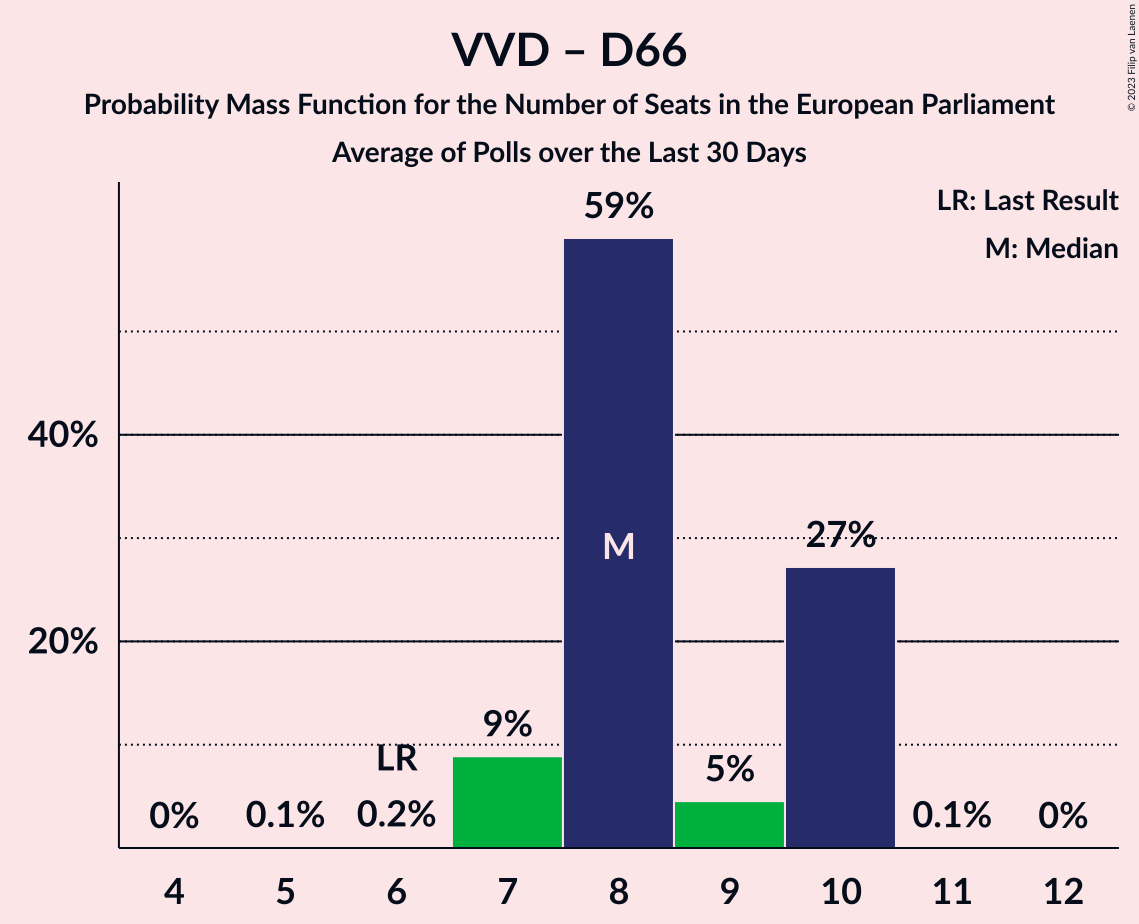 VVD – D66
Probability Mass Function for the Number of Seats in the European Parliament
Average of Polls over the Last 30 Days
© 2023 Filip van Laenen
LR: Last Result
M: Median
59%
40%
M
27%
20%
9%
LR
5%
0% 0.1% 0.2% 0.1% 0%
4 5 6 7 8 9 10 11 12